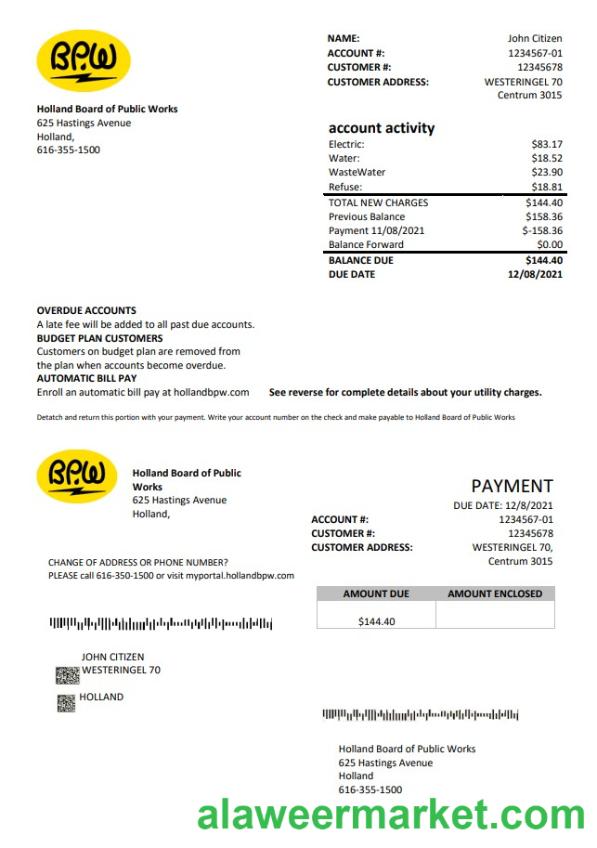 BPW
Holland Board of Public Works
625 Hastings Avenue
Holland,
616-355-1500
NAME: John Citizen
ACCOUNT #: 1234567-01
CUSTOMER #: 12345678
CUSTOMER ADDRESS: WESTERINGEL 70
Centrum 3015
account activity
Electric: $83.17
Water: $18.52
WasteWater $23.90
Refuse: $18.81
TOTAL NEW CHARGES $144.40
Previous Balance $158.36
Payment 11/08/2021 $-158.36
Balance Forward $0.00
BALANCE DUE $144.40
DUE DATE 12/08/2021
OVERDUE ACCOUNTS
A late fee will be added to all past due accounts.
BUDGET PLAN CUSTOMERS
Customers on budget plan are removed from
the plan when accounts become overdue.
AUTOMATIC BILL PAY
Enroll an automatic bill pay at hollandbpw.com See reverse for complete details about your utility charges.
Detatch and return this portion with your payment. Write your account number on the check and make payable to Holland Board of Public Works
BPW
Holland Board of Public
Works
625 Hastings Avenue
Holland,
PAYMENT
DUE DATE: 12/8/2021
ACCOUNT #: 1234567-01
CUSTOMER #: 12345678
CUSTOMER ADDRESS: WESTERINGEL 70,
Centrum 3015
CHANGE OF ADDRESS OR PHONE NUMBER?
PLEASE call 616-350-1500 or visit myportal.hollandbpw.com
AMOUNT DUE AMOUNT ENCLOSED
$144.40
JOHN CITIZEN
WESTERINGEL 70
HOLLAND
Holland Board of Public Works
625 Hastings Avenue
Holland
616-355-1500
alaweermarket.com